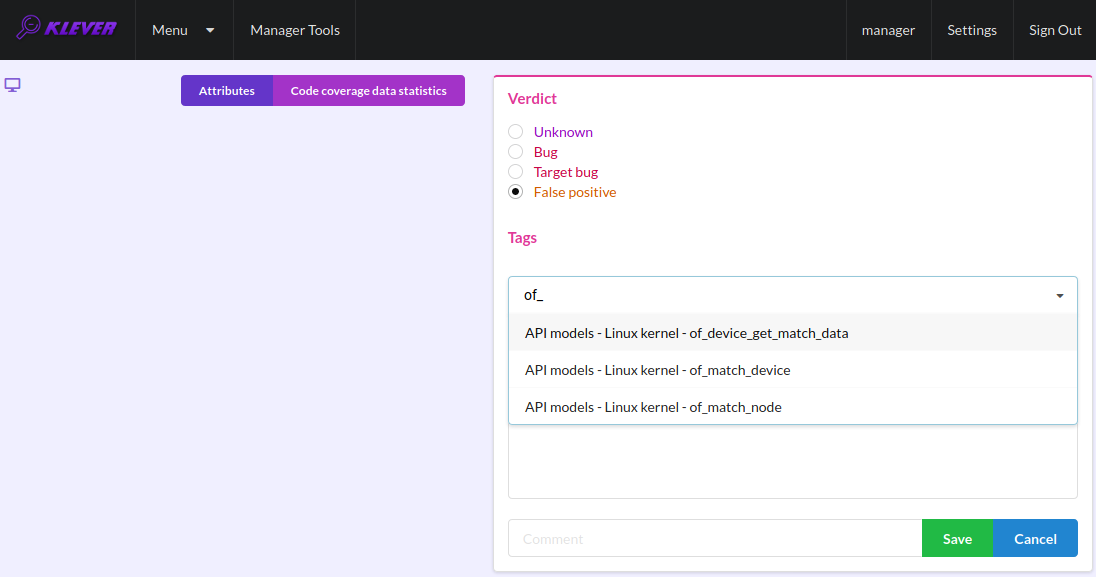 KLEVER
Menu
Manager Tools
manager
Settings
Sign Out
Attributes
Code coverage data statistics
Verdict
Unknown
Bug
Target bug
False positive
Tags
of_
API models - Linux kernel - of_device_get_match_data
API models - Linux kernel - of_match_device
API models - Linux kernel - of_match_node
Comment
Save
Cancel